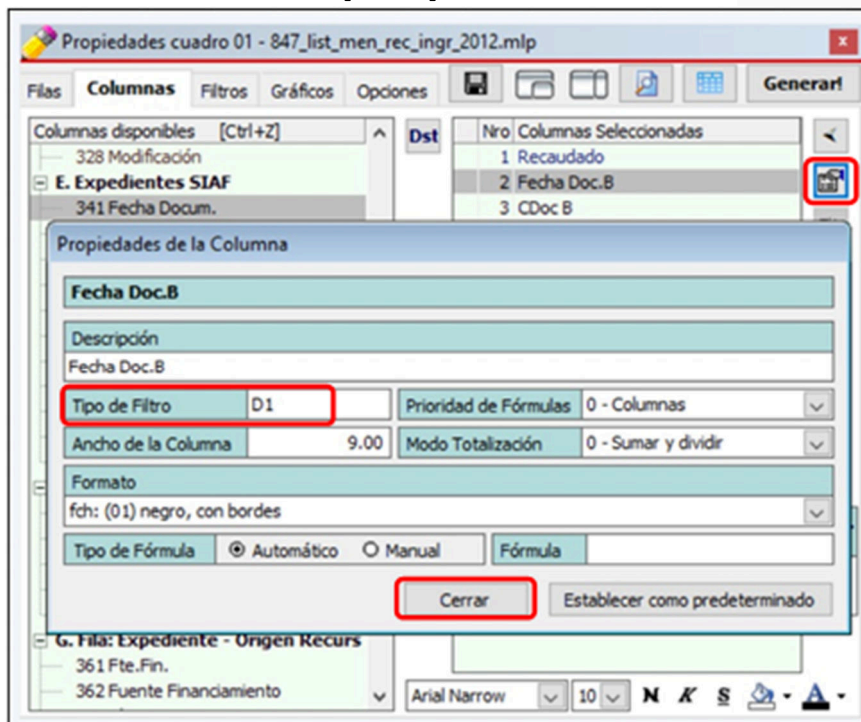 Propiedades cuadro 01 - 847_list_men_rec_ingr_2012.mlp x
Filas Columnas Filtros Gráficos Opciones Generar!
Columnas disponibles [Ctrl+Z] Dst Nro Columnas Seleccionadas
328 Modificación 1 Recaudado
E. Expedientes SIAF 2 Fecha Doc.B
341 Fecha Docum. 3 CDoc B
Propiedades de la Columna
Fecha Doc.B
Descripción
Fecha Doc.B
Tipo de Filtro D1 Prioridad de Fórmulas 0 - Columnas
Ancho de la Columna 9.00 Modo Totalización 0 - Sumar y dividir
Formato
fch: (01) negro, con bordes
Tipo de Fórmula Automático Manual Fórmula
Cerrar Establecer como predeterminado
G. Fila: Expediente - Origen Recurs
361 Fte.Fin.
362 Fuente Financiamiento Arial Narrow 10 N K S A